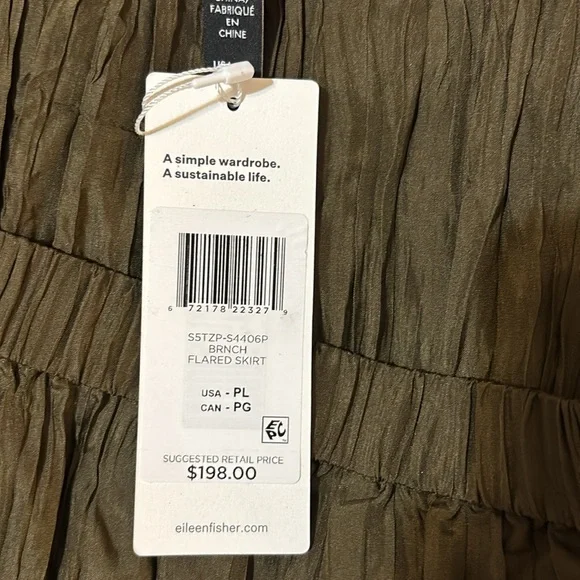 FABRIQUÉ
EN
CHINE
A simple wardrobe.
A sustainable life.
6 72178 22327 9
S5TZP-S4406P
BRNCH
FLARED SKIRT
USA - PL
CAN - PG
SUGGESTED RETAIL PRICE
$198.00
eileenfisher.com